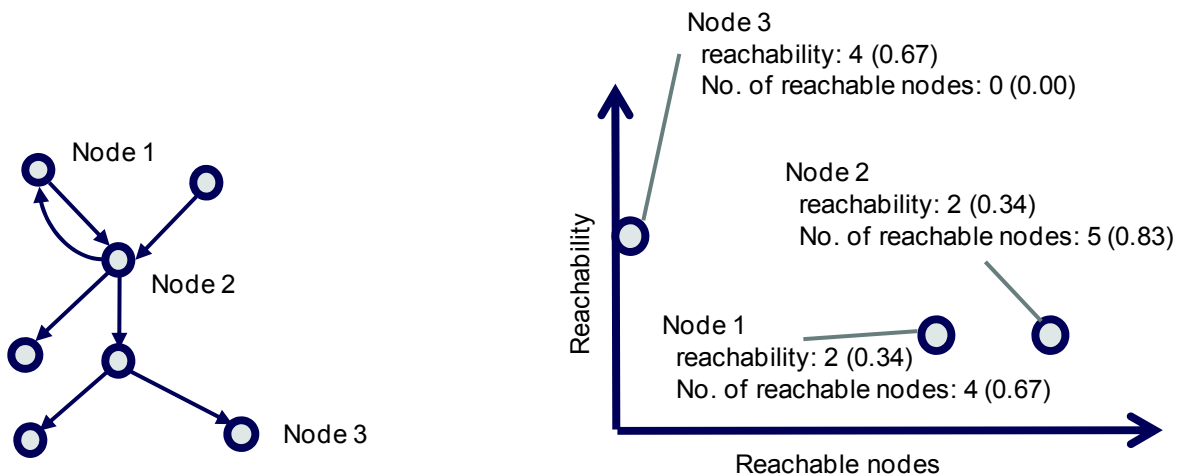 Node 1
Node 2
Node 3
Node 3
reachability: 4 (0.67)
No. of reachable nodes: 0 (0.00)
Node 2
reachability: 2 (0.34)
No. of reachable nodes: 5 (0.83)
Node 1
reachability: 2 (0.34)
No. of reachable nodes: 4 (0.67)
Reachability
Reachable nodes